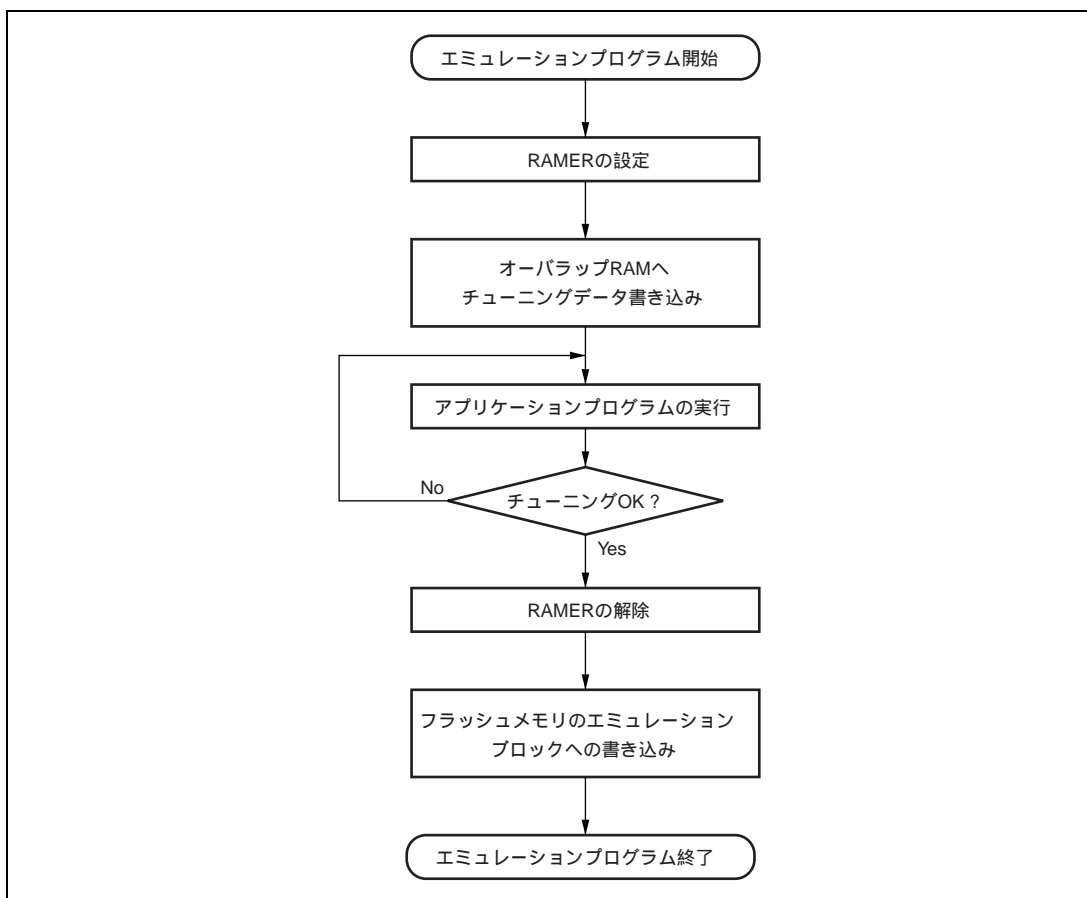 エミュレーションプログラム開始
RAMERの設定
オーバラップRAMへ
チューニングデータ書き込み
アプリケーションプログラムの実行
No
チューニングOK？
Yes
RAMERの解除
フラッシュメモリのエミュレーション
ブロックへの書き込み
エミュレーションプログラム終了